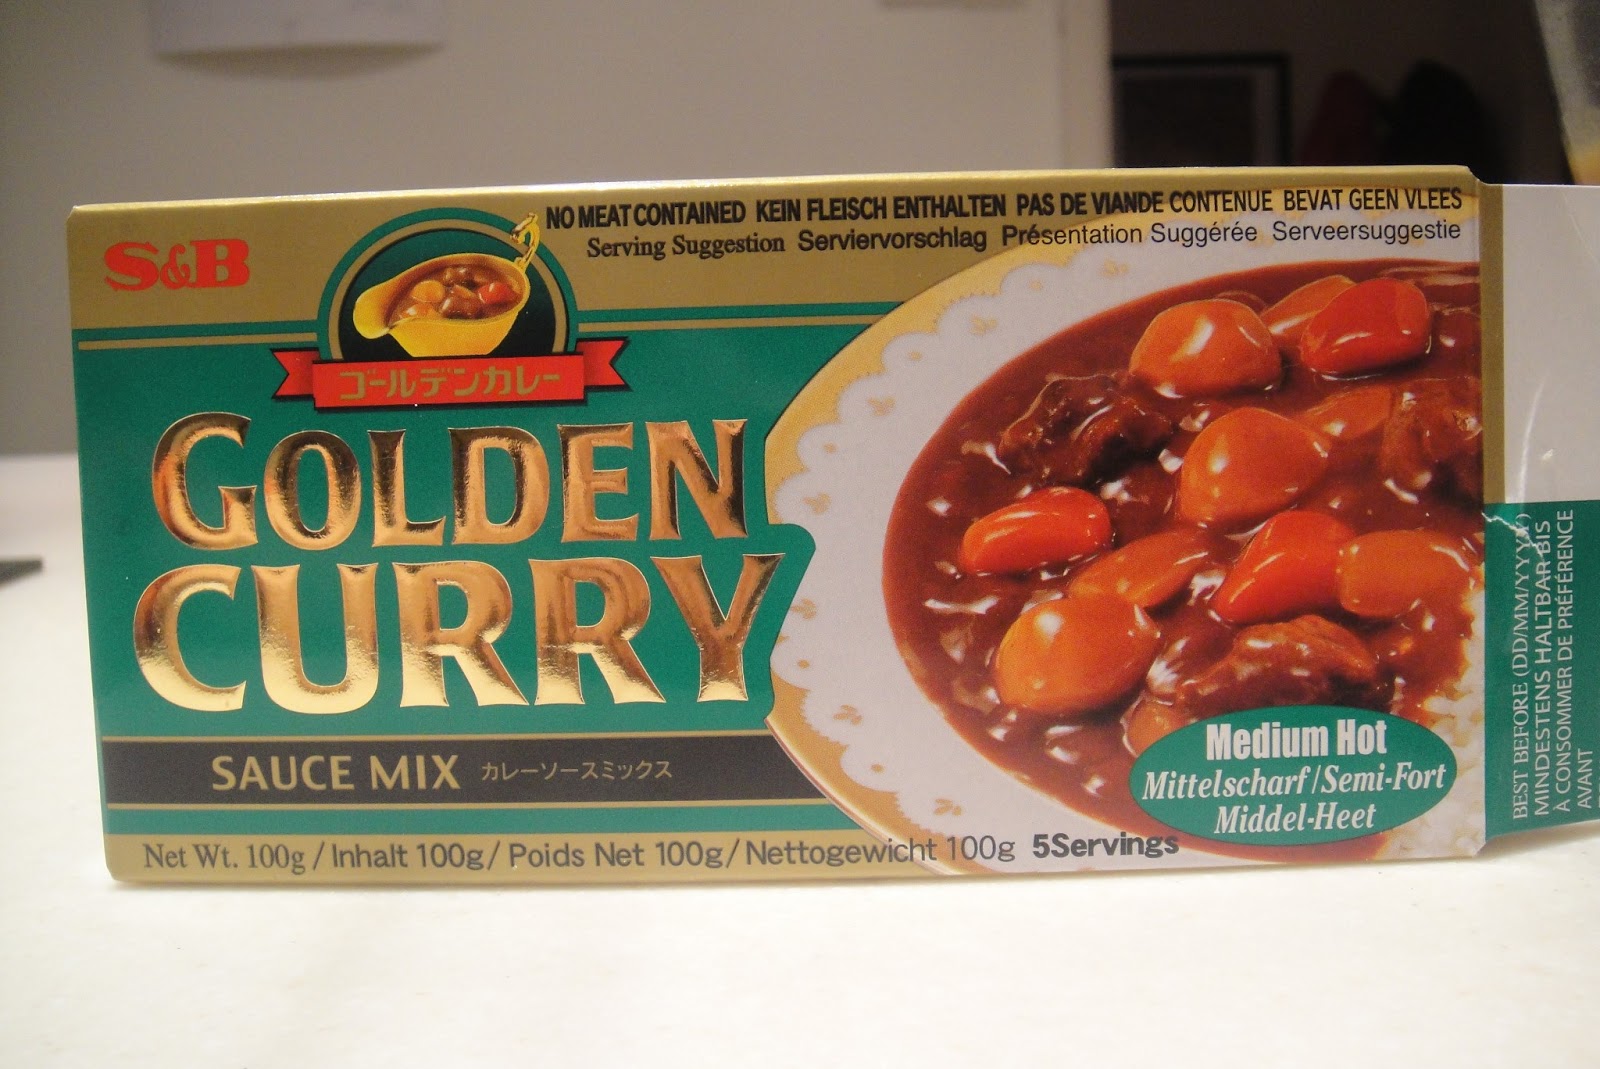 S&B
NO MEAT CONTAINED KEIN FLEISCH ENTHALTEN PAS DE VIANDE CONTENUE BEVAT GEEN VLEES
Serving Suggestion Serviervorschlag Présentation Suggérée Serveersuggestie
ゴールデンカレー
GOLDEN
CURRY
SAUCE MIX カレーソースミックス
Net Wt. 100g / Inhalt 100g / Poids Net 100g / Nettogewicht 100g 5Servings
Medium Hot
Mittelscharf / Semi-Fort
Middel-Heet
BEST BEFORE (DD/MM/YYYY)
MINDESTENS HALTBAR BIS
À CONSOMMER DE PRÉFÉRENCE
AVANT